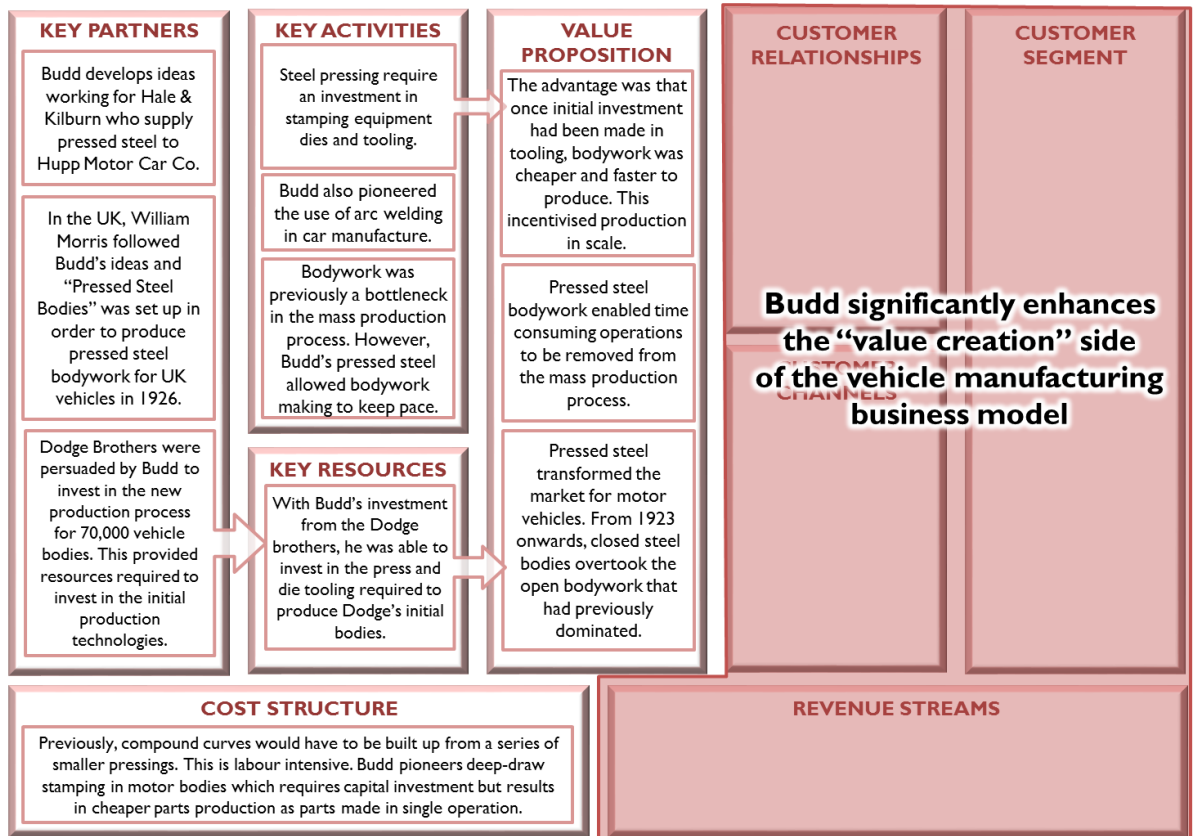 KEY PARTNERS
Budd develops ideas
working for Hale &
Kilburn who supply
pressed steel to
Hupp Motor Car Co.
In the UK, William
Morris followed
Budd's ideas and
“Pressed Steel
Bodies” was set up in
order to produce
pressed steel
bodywork for UK
vehicles in 1926.
Dodge Brothers were
persuaded by Budd to
invest in the new
production process
for 70,000 vehicle
bodies. This provided
resources required to
invest in the initial
production
technologies.
KEY ACTIVITIES
Steel pressing require
an investment in
stamping equipment
dies and tooling.
Budd also pioneered
the use of arc welding
in car manufacture.
Bodywork was
previously a bottleneck
in the mass production
process. However,
Budd's pressed steel
allowed bodywork
making to keep pace.
KEY RESOURCES
With Budd's investment
from the Dodge
brothers, he was able to
invest in the press and
die tooling required to
produce Dodge's initial
bodies.
VALUE
PROPOSITION
The advantage was that
once initial investment
had been made in
tooling, bodywork was
cheaper and faster to
produce. This
incentivised production
in scale.
Pressed steel
bodywork enabled time
consuming operations
to be removed from
the mass production
process.
Pressed steel
transformed the
market for motor
vehicles. From 1923
onwards, closed steel
bodies overtook the
open bodywork that
had previously
dominated.
CUSTOMER
RELATIONSHIPS
CUSTOMER
SEGMENT
CUSTOMER
CHANNELS
Budd significantly enhances
the “value creation” side
of the vehicle manufacturing
business model
COST STRUCTURE
Previously, compound curves would have to be built up from a series of
smaller pressings. This is labour intensive. Budd pioneers deep-draw
stamping in motor bodies which requires capital investment but results
in cheaper parts production as parts made in single operation.
REVENUE STREAMS